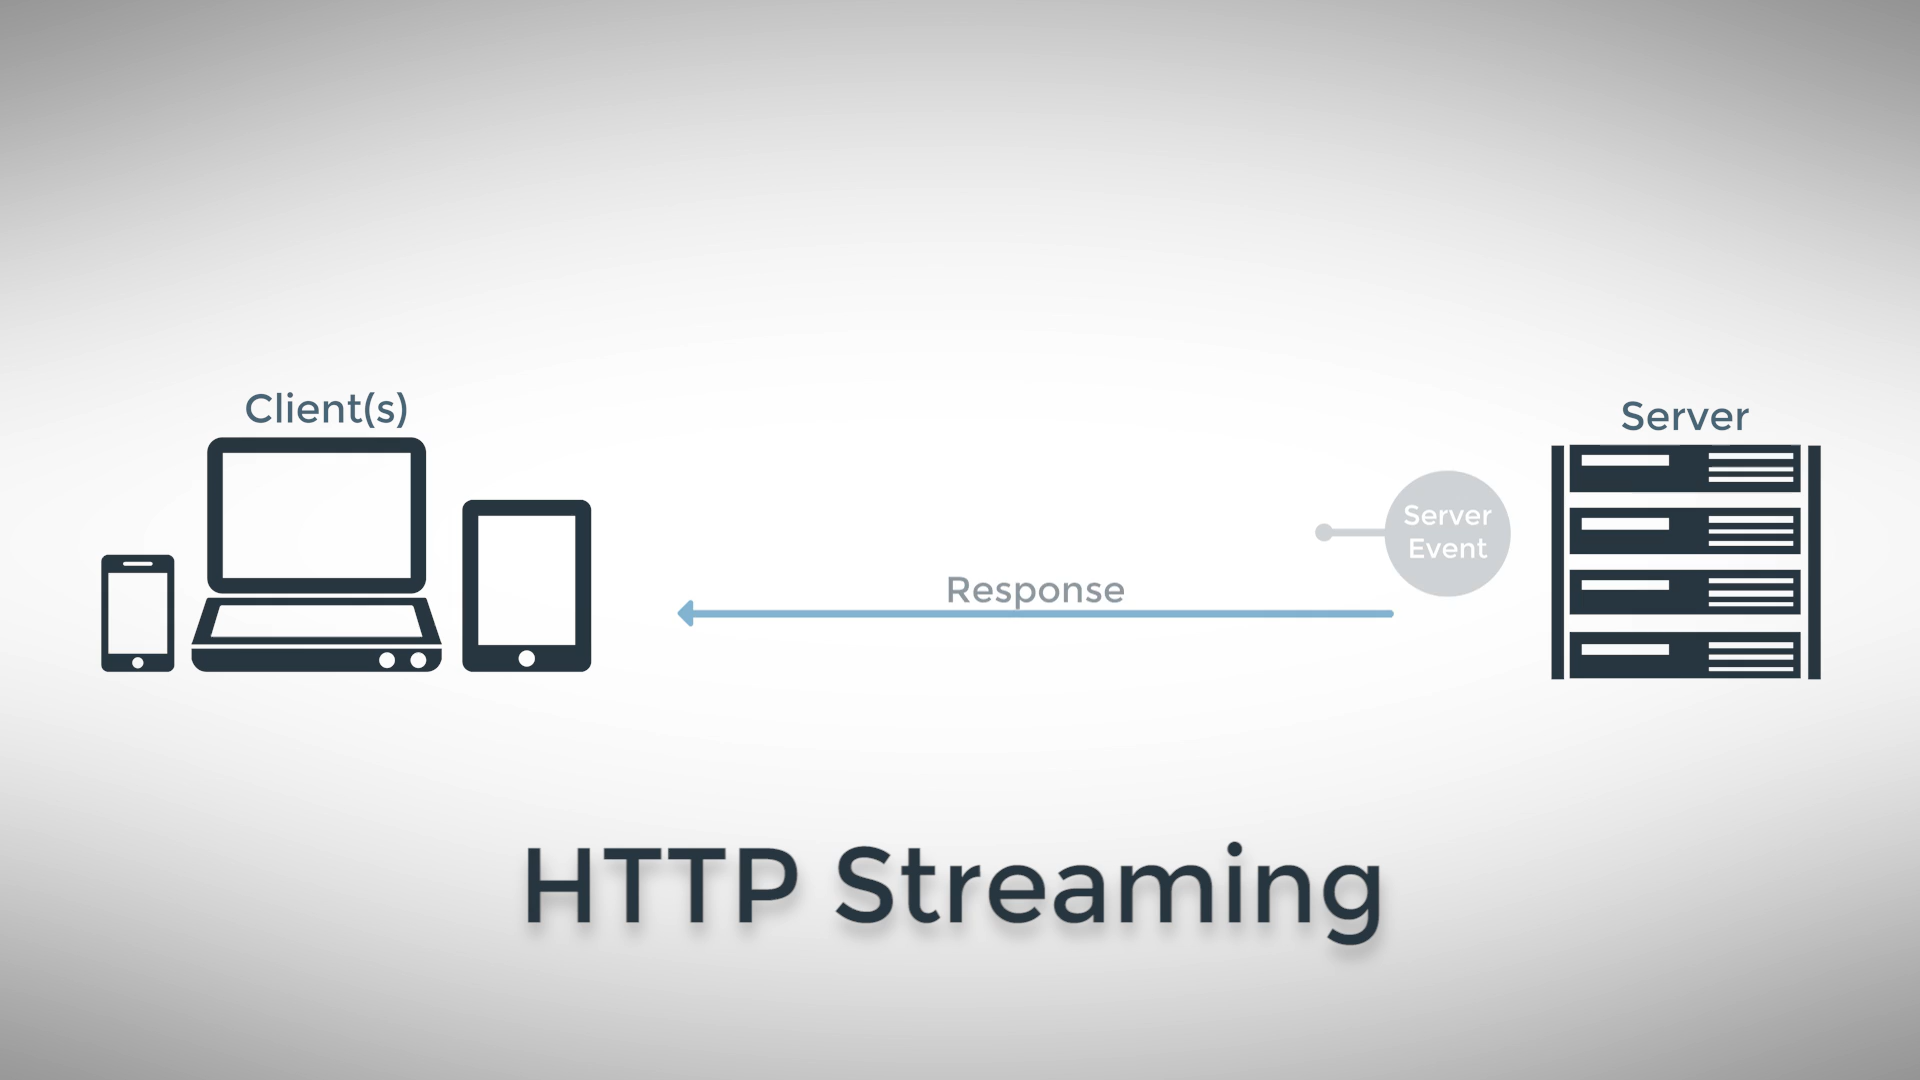 Client(s)
Server
Server
Event
Response
HTTP Streaming